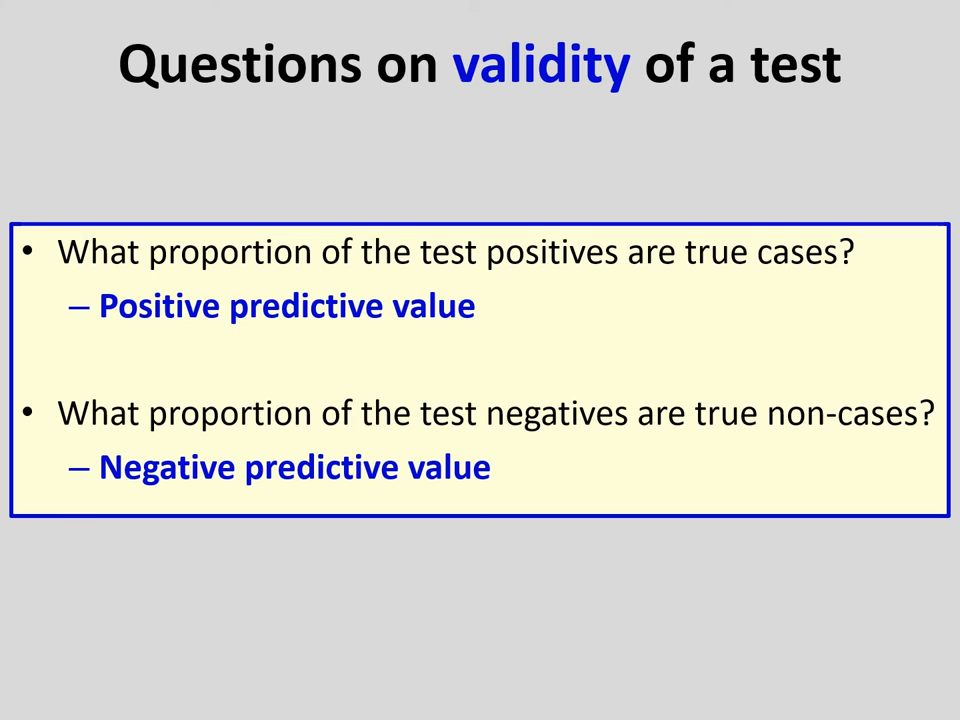 Questions on validity of a test
• What proportion of the test positives are true cases?
– Positive predictive value
• What proportion of the test negatives are true non-cases?
– Negative predictive value